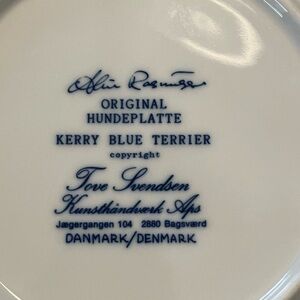 ORIGINAL
HUNDEPLATTE
KERRY BLUE TERRIER
copyright
Tove Svendsen
Kunsthåndværk Aps
Jægergangen 104 2880 Bagsværd
DANMARK/DENMARK